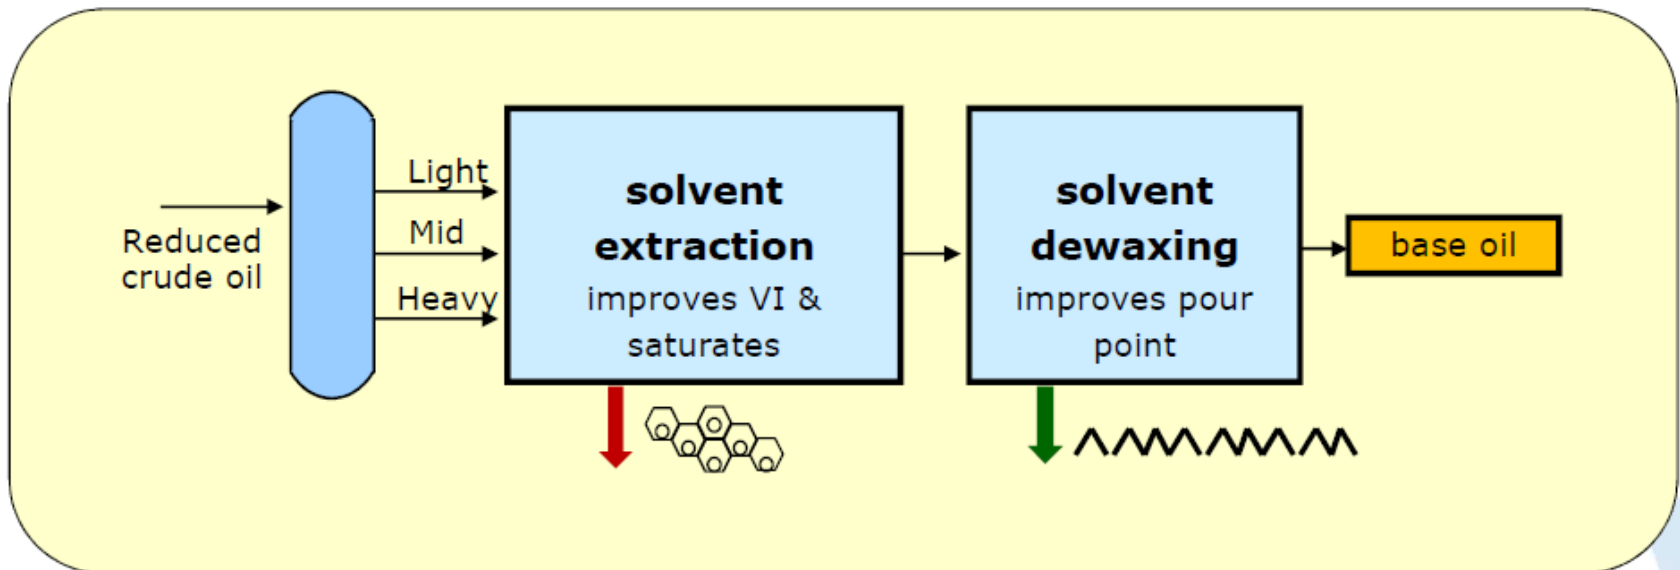 Reduced
crude oil
Light
Mid
Heavy
solvent
extraction
improves VI &
saturates
solvent
dewaxing
improves pour
point
base oil